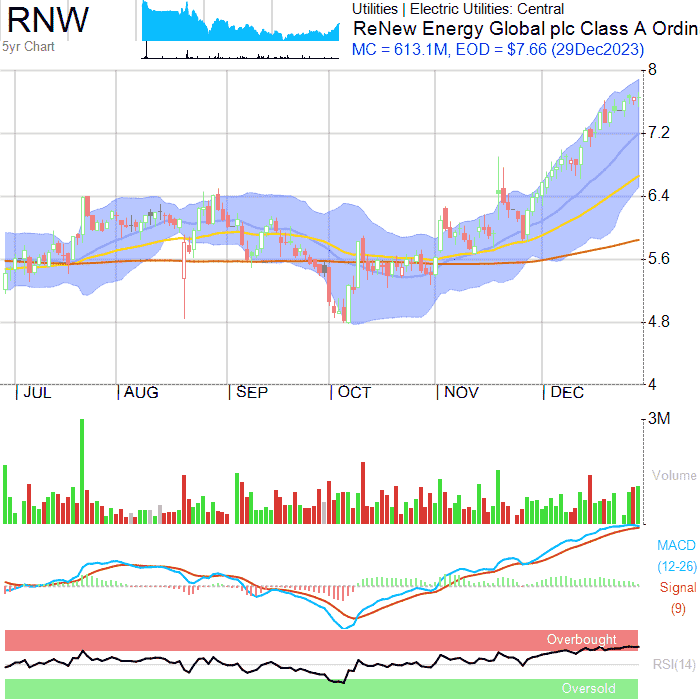 RNW
5yr Chart
Utilities | Electric Utilities: Central
ReNew Energy Global plc Class A Ordin
MC = 613.1M, EOD = $7.66 (29Dec2023)
8
7.2
6.4
5.6
4.8
4
JUL AUG SEP OCT NOV DEC
3M
Volume
MACD
(12-26)
Signal
(9)
Overbought
RSI(14)
Oversold